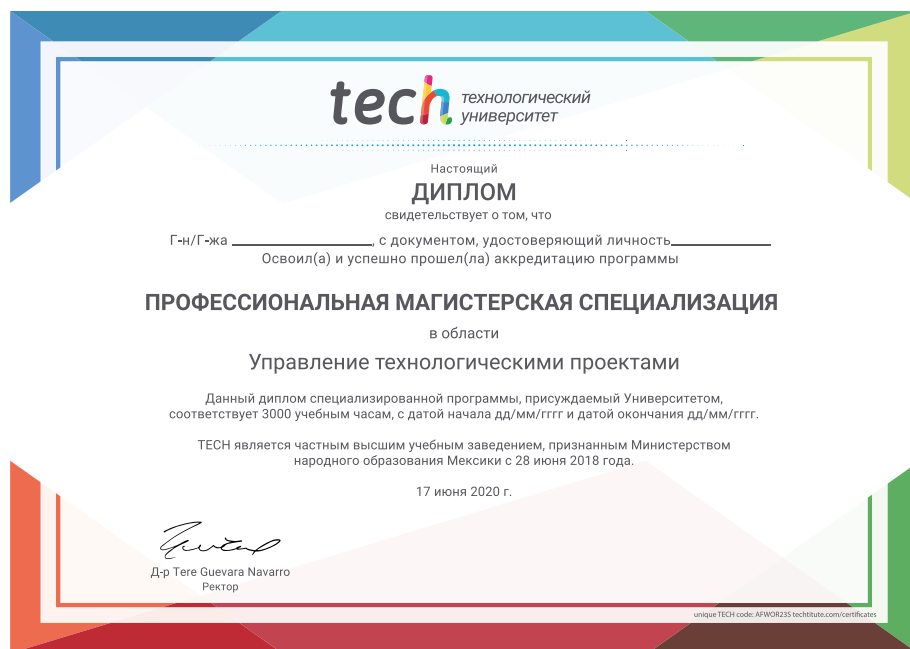 tech технологический
университет
Настоящий
ДИПЛОМ
свидетельствует о том, что
Г-н/Г-жа ____________________, с документом, удостоверяющий личность______________
Освоил(а) и успешно прошел(ла) аккредитацию программы
ПРОФЕССИОНАЛЬНАЯ МАГИСТЕРСКАЯ СПЕЦИАЛИЗАЦИЯ
в области
Управление технологическими проектами
Данный диплом специализированной программы, присуждаемый Университетом,
соответствует 3000 учебным часам, с датой начала дд/мм/гггг и датой окончания дд/мм/гггг.
TECH является частным высшим учебным заведением, признанным Министерством
народного образования Мексики с 28 июня 2018 года.
17 июня 2020 г.
Д-р Tere Guevara Navarro
Ректор
unique TECH code: AFWOR23S techtitute.com/certificates